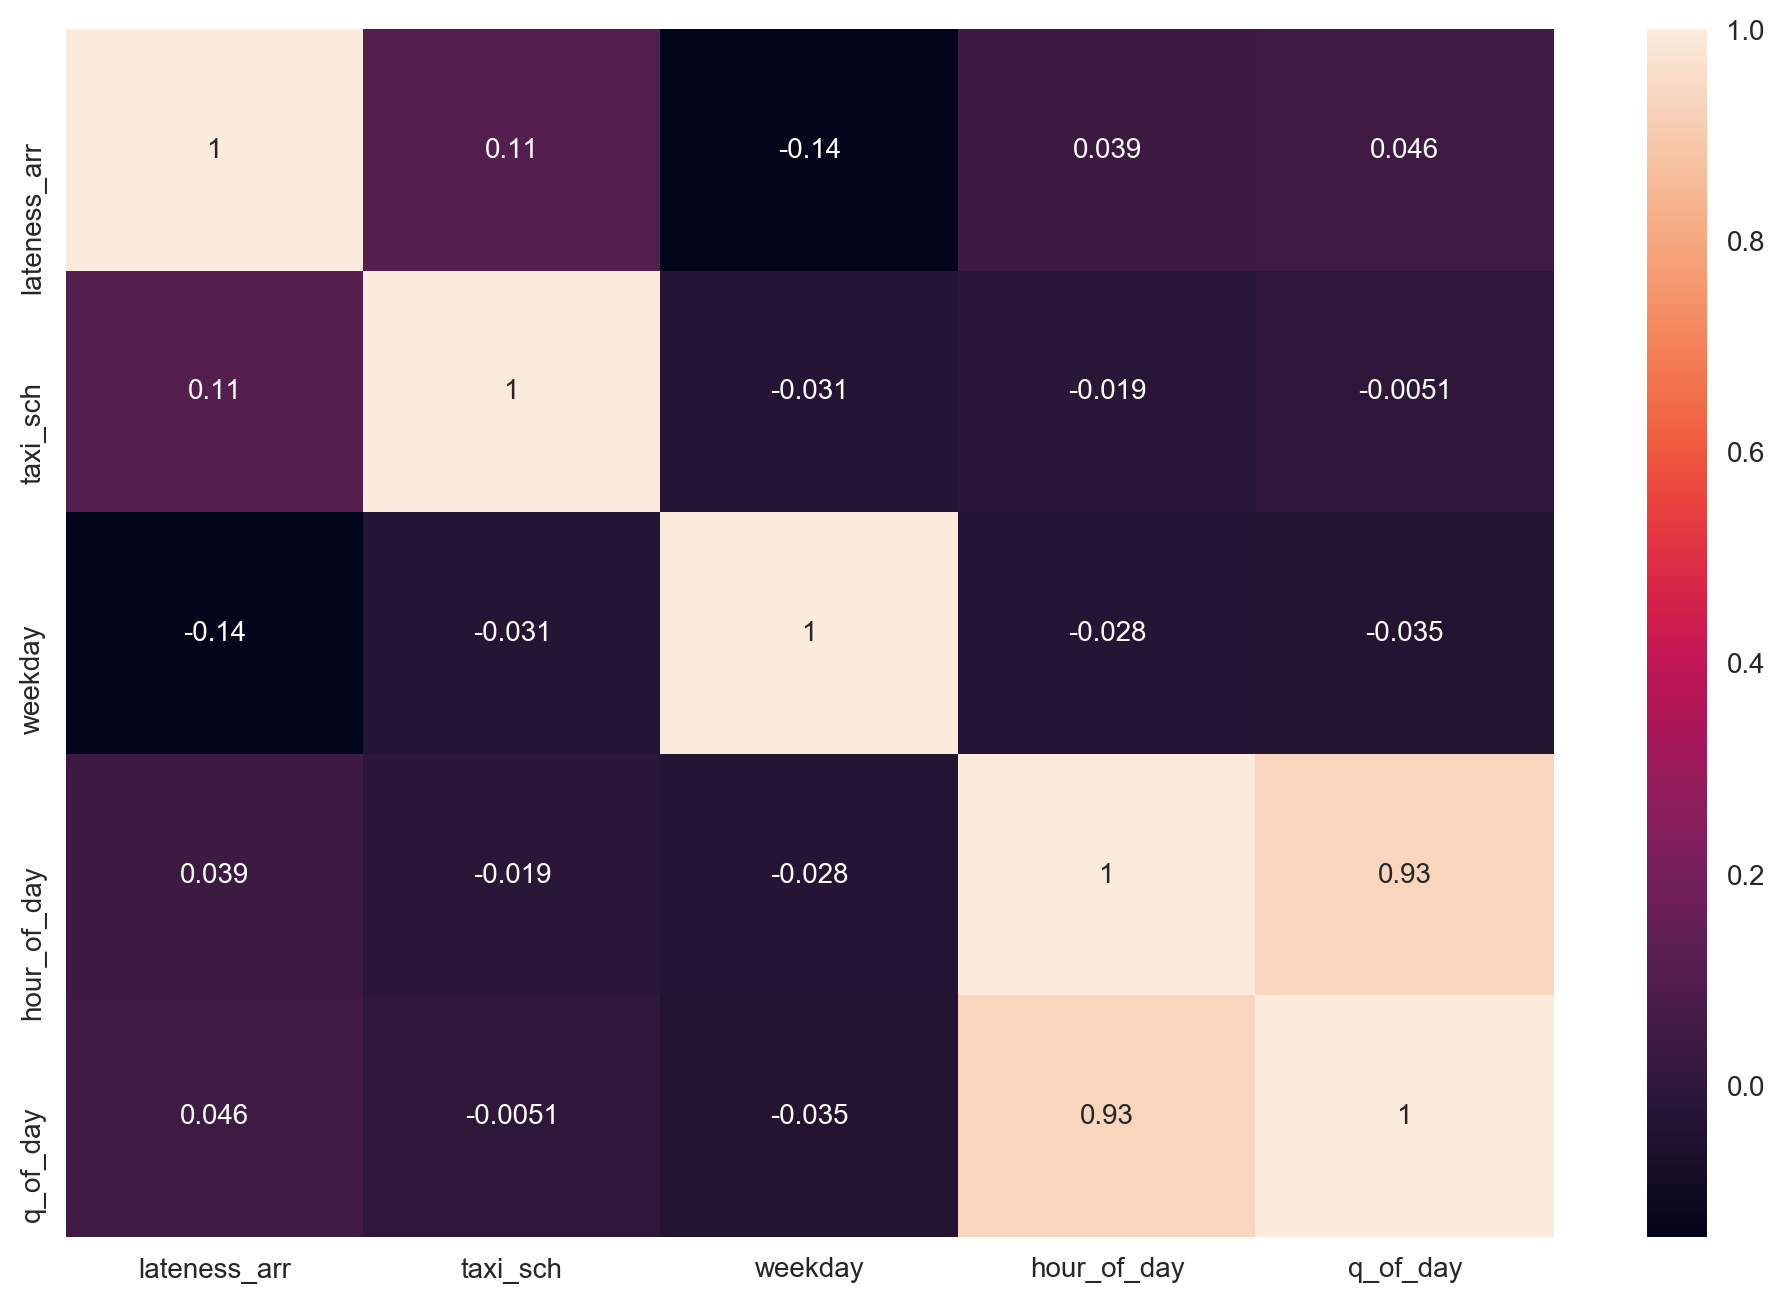 lateness_arr 1 0.11 -0.14 0.039 0.046
taxi_sch 0.11 1 -0.031 -0.019 -0.0051
weekday -0.14 -0.031 1 -0.028 -0.035
hour_of_day 0.039 -0.019 -0.028 1 0.93
q_of_day 0.046 -0.0051 -0.035 0.93 1
lateness_arr taxi_sch weekday hour_of_day q_of_day
1.0
0.8
0.6
0.4
0.2
0.0